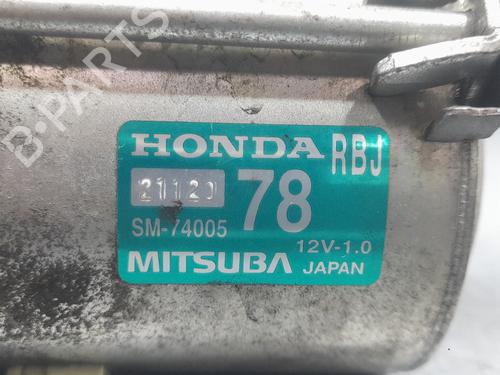 B-PARTS
HONDA RBJ
21120 78
SM-74005
12V-1.0
MITSUBA JAPAN